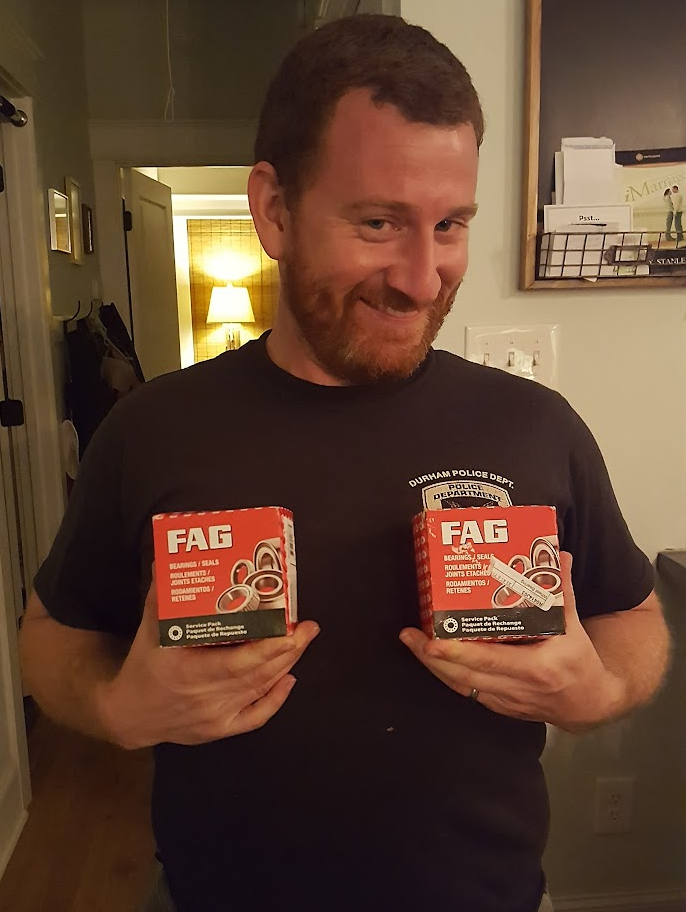 Psst...
iMarriage
Y STANLE
DURHAM POLICE DEPT.
POLICE
DEPARTMENT
FAG
BEARINGS / SEALS
ROULEMENTS /
JOINTS ETACHES
RODAMIENTOS /
RETENES
Service Pack
Paquet de Rechange
Paquete de Repuesto
FAG
BEARINGS / SEALS
ROULEMENTS /
JOINTS ETACHES
RODAMIENTOS /
RETENES
Service Pack
Paquet de Rechange
Paquete de Repuesto